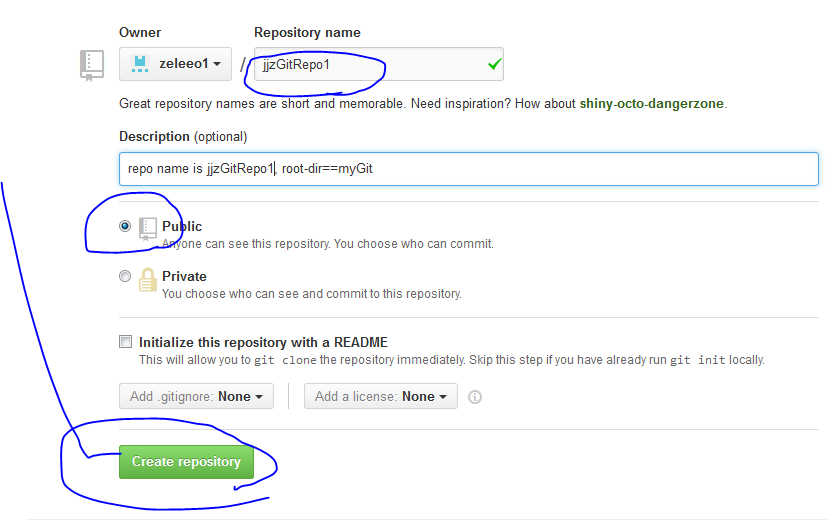 Owner Repository name
zeleeo1 / jjzGitRepo1
Great repository names are short and memorable. Need inspiration? How about shiny-octo-dangerzone.
Description (optional)
repo name is jjzGitRepo1, root-dir==myGit
Public
Anyone can see this repository. You choose who can commit.
Private
You choose who can see and commit to this repository.
Initialize this repository with a README
This will allow you to git clone the repository immediately. Skip this step if you have already run git init locally.
Add .gitignore: None Add a license: None
Create repository